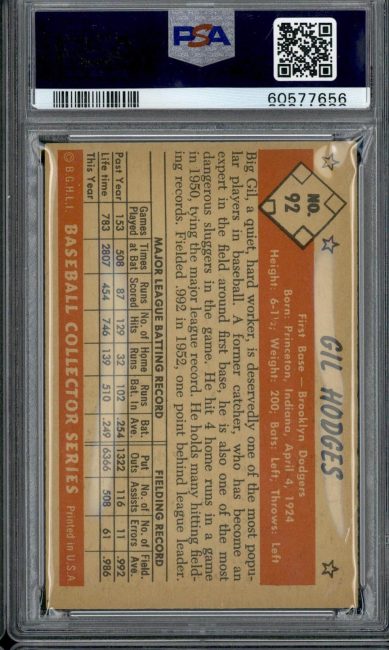 PSA
60577656
NO.
92
GIL HODGES
First Base — Brooklyn Dodgers
Born: Princeton, Indiana, April 4, 1924
Height: 6-1½; Weight: 200; Bats: Left; Throws: Left
Big Gil, a quiet, hard worker, is deservedly one of the most popu-
lar players in baseball. A former catcher, who has become an
expert in the field around first base, he is also one of the most
dangerous sluggers in the game. He hit 4 home runs in a game
in 1950, tying the major league record. He holds many hitting field-
ing records. Fielded .992 in 1952, one point behind league leader.
MAJOR LEAGUE BATTING RECORD FIELDING RECORD
Games Times Runs No. of Home Runs Bat. Put No. of No. of Field.
Played at Bat Scored Hits Runs Bat. In Ave. Outs Assists Errors Ave.
Past Year 153 508 87 129 32 102 .254 1322 116 11 .992
Life time 783 2807 454 746 139 510 .249 6366 508 61 .986
This Year
© B.G.H.L.I. BASEBALL COLLECTOR SERIES Printed in U.S.A